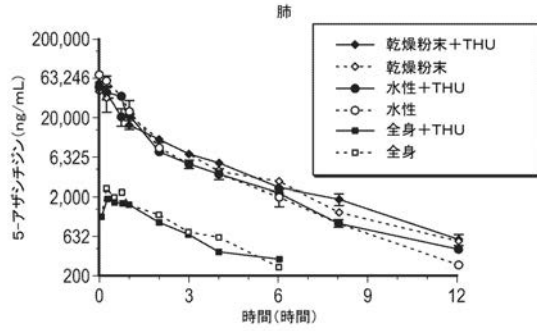 肺
200,000
63,246
20,000
6,325
2,000
632
200
5-アザシチジン(ng/mL)
0
3
6
9
12
時間(時間)
乾燥粉末+THU
乾燥粉末
水性+THU
水性
全身+THU
全身